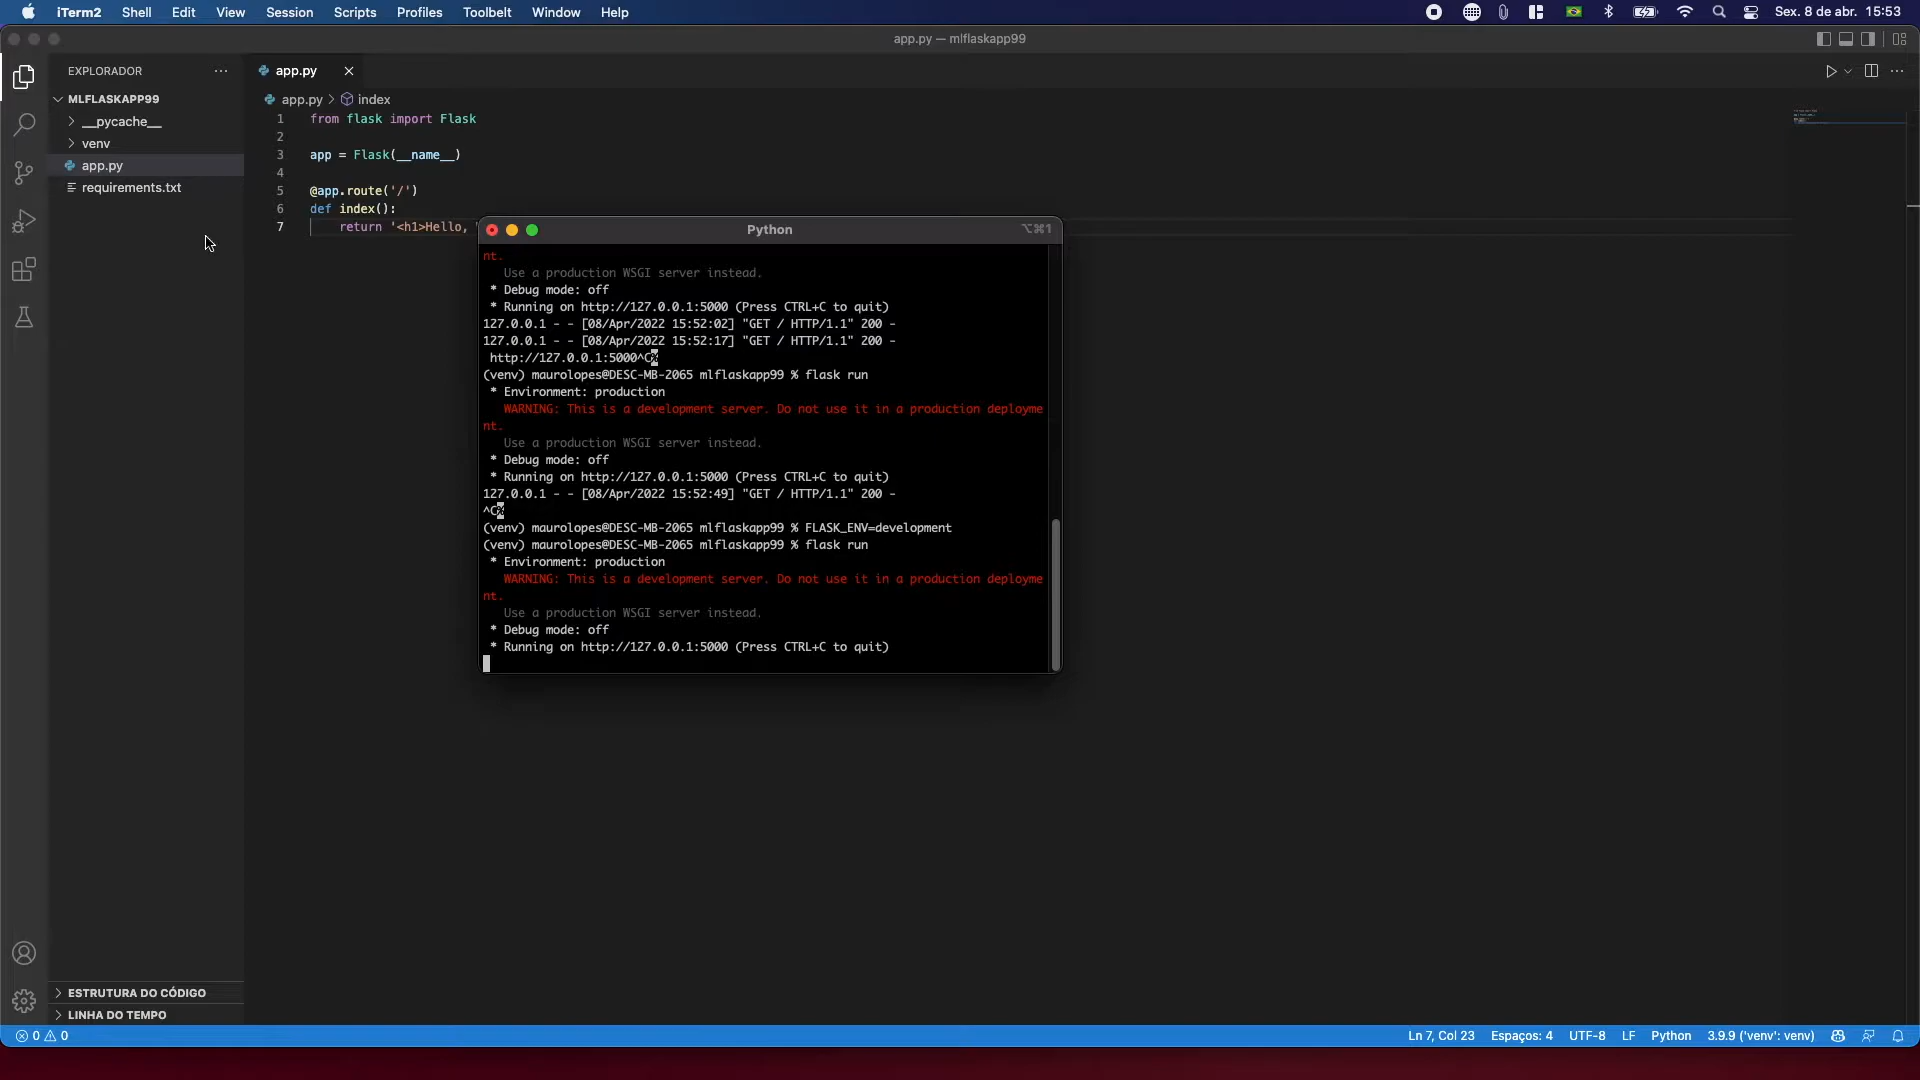 iTerm2 Shell Edit View Session Scripts Profiles Toolbelt Window Help Sex. 8 de abr. 15:53
app.py — mlflaskapp99
EXPLORADOR
MLFLASKAPP99
__pycache__
venv
app.py
requirements.txt
ESTRUTURA DO CÓDIGO
LINHA DO TEMPO
app.py
app.py > index
1 from flask import Flask
2
3 app = Flask(__name__)
4
5 @app.route('/')
6 def index():
7 return '<h1>Hello,
Python ⌥⌘1
nt.
Use a production WSGI server instead.
* Debug mode: off
* Running on http://127.0.0.1:5000 (Press CTRL+C to quit)
127.0.0.1 - - [08/Apr/2022 15:52:02] "GET / HTTP/1.1" 200 -
127.0.0.1 - - [08/Apr/2022 15:52:17] "GET / HTTP/1.1" 200 -
http://127.0.0.1:5000^C%
(venv) maurolopes@DESC-MB-2065 mlflaskapp99 % flask run
* Environment: production
WARNING: This is a development server. Do not use it in a production deployme
nt.
Use a production WSGI server instead.
* Debug mode: off
* Running on http://127.0.0.1:5000 (Press CTRL+C to quit)
127.0.0.1 - - [08/Apr/2022 15:52:49] "GET / HTTP/1.1" 200 -
^C%
(venv) maurolopes@DESC-MB-2065 mlflaskapp99 % FLASK_ENV=development
(venv) maurolopes@DESC-MB-2065 mlflaskapp99 % flask run
* Environment: production
WARNING: This is a development server. Do not use it in a production deployme
nt.
Use a production WSGI server instead.
* Debug mode: off
* Running on http://127.0.0.1:5000 (Press CTRL+C to quit)
0 0 Ln 7, Col 23 Espaços: 4 UTF-8 LF Python 3.9.9 ('venv': venv)